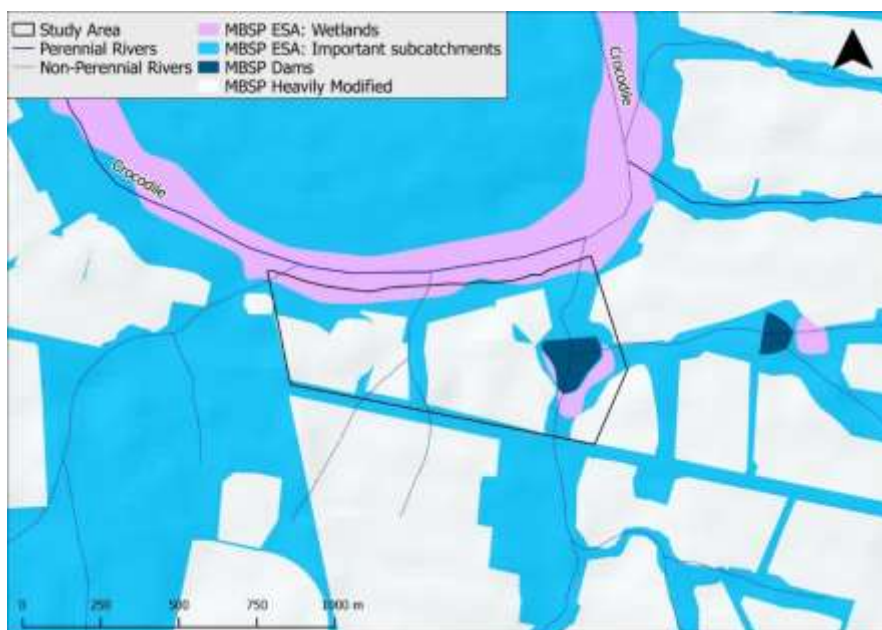 Study Area
Perennial Rivers
Non-Perennial Rivers
MBSP ESA: Wetlands
MBSP ESA: Important subcatchments
MBSP Dams
MBSP Heavily Modified
Crocodile
Crocodile
0 250 500 750 1000 m